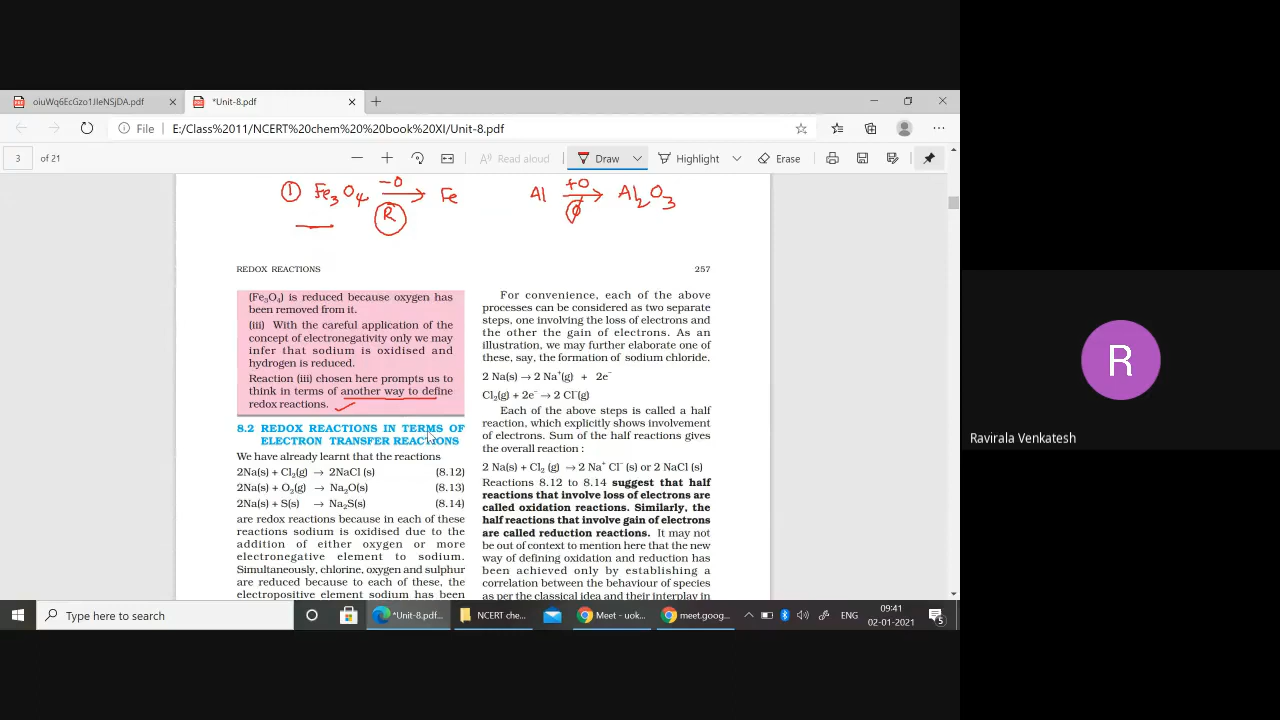 oiuWq6EcGzo1JIeNSjDA.pdf
*Unit-8.pdf
File
E:/Class%2011/NCERT%20chem%20%20book%20XI/Unit-8.pdf
3 of 21
Read aloud
Draw
Highlight
Erase
① Fe₃O₄ —O→ Fe
R
Al +O→ Al₂O₃
REDOX REACTIONS
257
(Fe₃O₄) is reduced because oxygen has
been removed from it.
(iii) With the careful application of the
concept of electronegativity only we may
infer that sodium is oxidised and
hydrogen is reduced.
Reaction (iii) chosen here prompts us to
think in terms of another way to define
redox reactions.
8.2 REDOX REACTIONS IN TERMS OF
ELECTRON TRANSFER REACTIONS
We have already learnt that the reactions
2Na(s) + Cl₂(g) → 2NaCl (s) (8.12)
2Na(s) + O₂(g) → Na₂O(s) (8.13)
2Na(s) + S(s) → Na₂S(s) (8.14)
are redox reactions because in each of these
reactions sodium is oxidised due to the
addition of either oxygen or more
electronegative element to sodium.
Simultaneously, chlorine, oxygen and sulphur
are reduced because to each of these, the
electropositive element sodium has been
For convenience, each of the above
processes can be considered as two separate
steps, one involving the loss of electrons and
the other the gain of electrons. As an
illustration, we may further elaborate one of
these, say, the formation of sodium chloride.
2 Na(s) → 2 Na⁺(g) + 2e⁻
Cl₂(g) + 2e⁻ → 2 Cl⁻(g)
Each of the above steps is called a half
reaction, which explicitly shows involvement
of electrons. Sum of the half reactions gives
the overall reaction :
2 Na(s) + Cl₂ (g) → 2 Na⁺ Cl⁻ (s) or 2 NaCl (s)
Reactions 8.12 to 8.14 suggest that half
reactions that involve loss of electrons are
called oxidation reactions. Similarly, the
half reactions that involve gain of electrons
are called reduction reactions. It may not
be out of context to mention here that the new
way of defining oxidation and reduction has
been achieved only by establishing a
correlation between the behaviour of species
as per the classical idea and their interplay in
R
Ravirala Venkatesh
Type here to search
*Unit-8.pdf...
NCERT che...
Meet - uok...
meet.goog...
ENG
09:41
02-01-2021
5